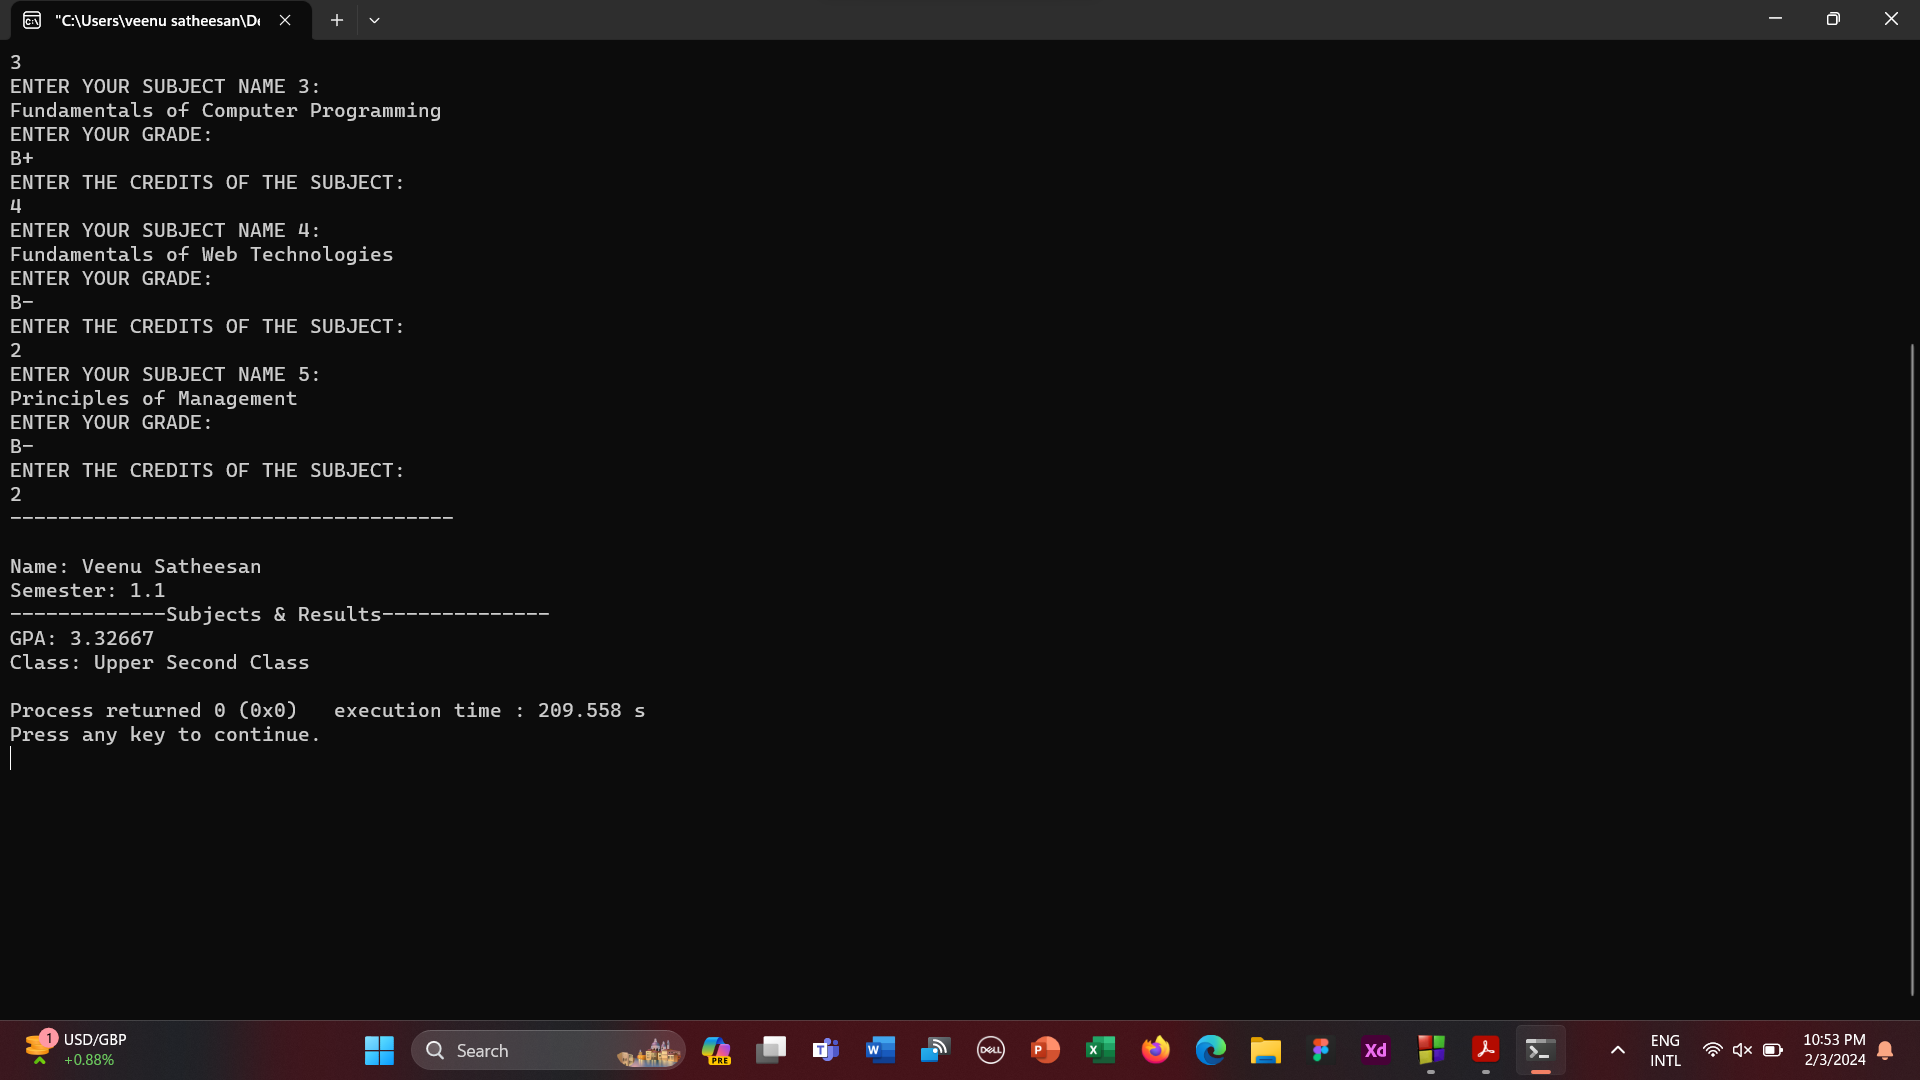 "C:\Users\veenu satheesan\De
3
ENTER YOUR SUBJECT NAME 3:
Fundamentals of Computer Programming
ENTER YOUR GRADE:
B+
ENTER THE CREDITS OF THE SUBJECT:
4
ENTER YOUR SUBJECT NAME 4:
Fundamentals of Web Technologies
ENTER YOUR GRADE:
B-
ENTER THE CREDITS OF THE SUBJECT:
2
ENTER YOUR SUBJECT NAME 5:
Principles of Management
ENTER YOUR GRADE:
B-
ENTER THE CREDITS OF THE SUBJECT:
2
-------------------------------------
Name: Veenu Satheesan
Semester: 1.1
-------------Subjects & Results--------------
GPA: 3.32667
Class: Upper Second Class
Process returned 0 (0x0)   execution time : 209.558 s
Press any key to continue.
1
USD/GBP
+0.88%
Search
PRE
T
W
DELL
P
X
Xd
ENG
INTL
10:53 PM
2/3/2024